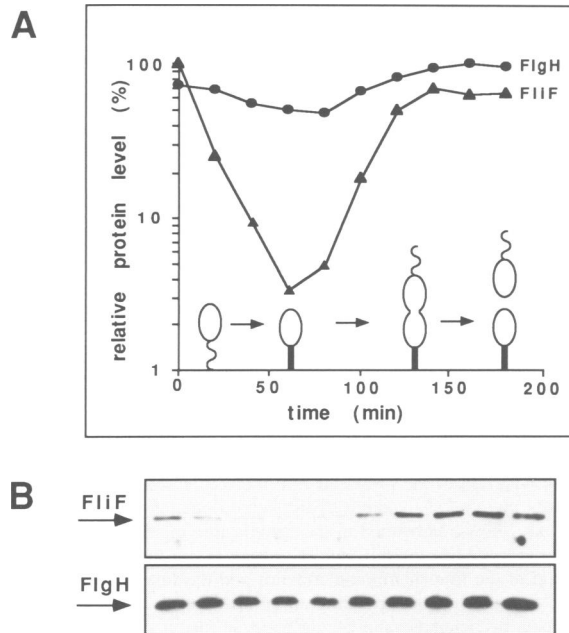 A
relative protein level (%)
100
10
1
FlgH
FliF
0 50 100 150 200
time (min)
B
FliF
FlgH